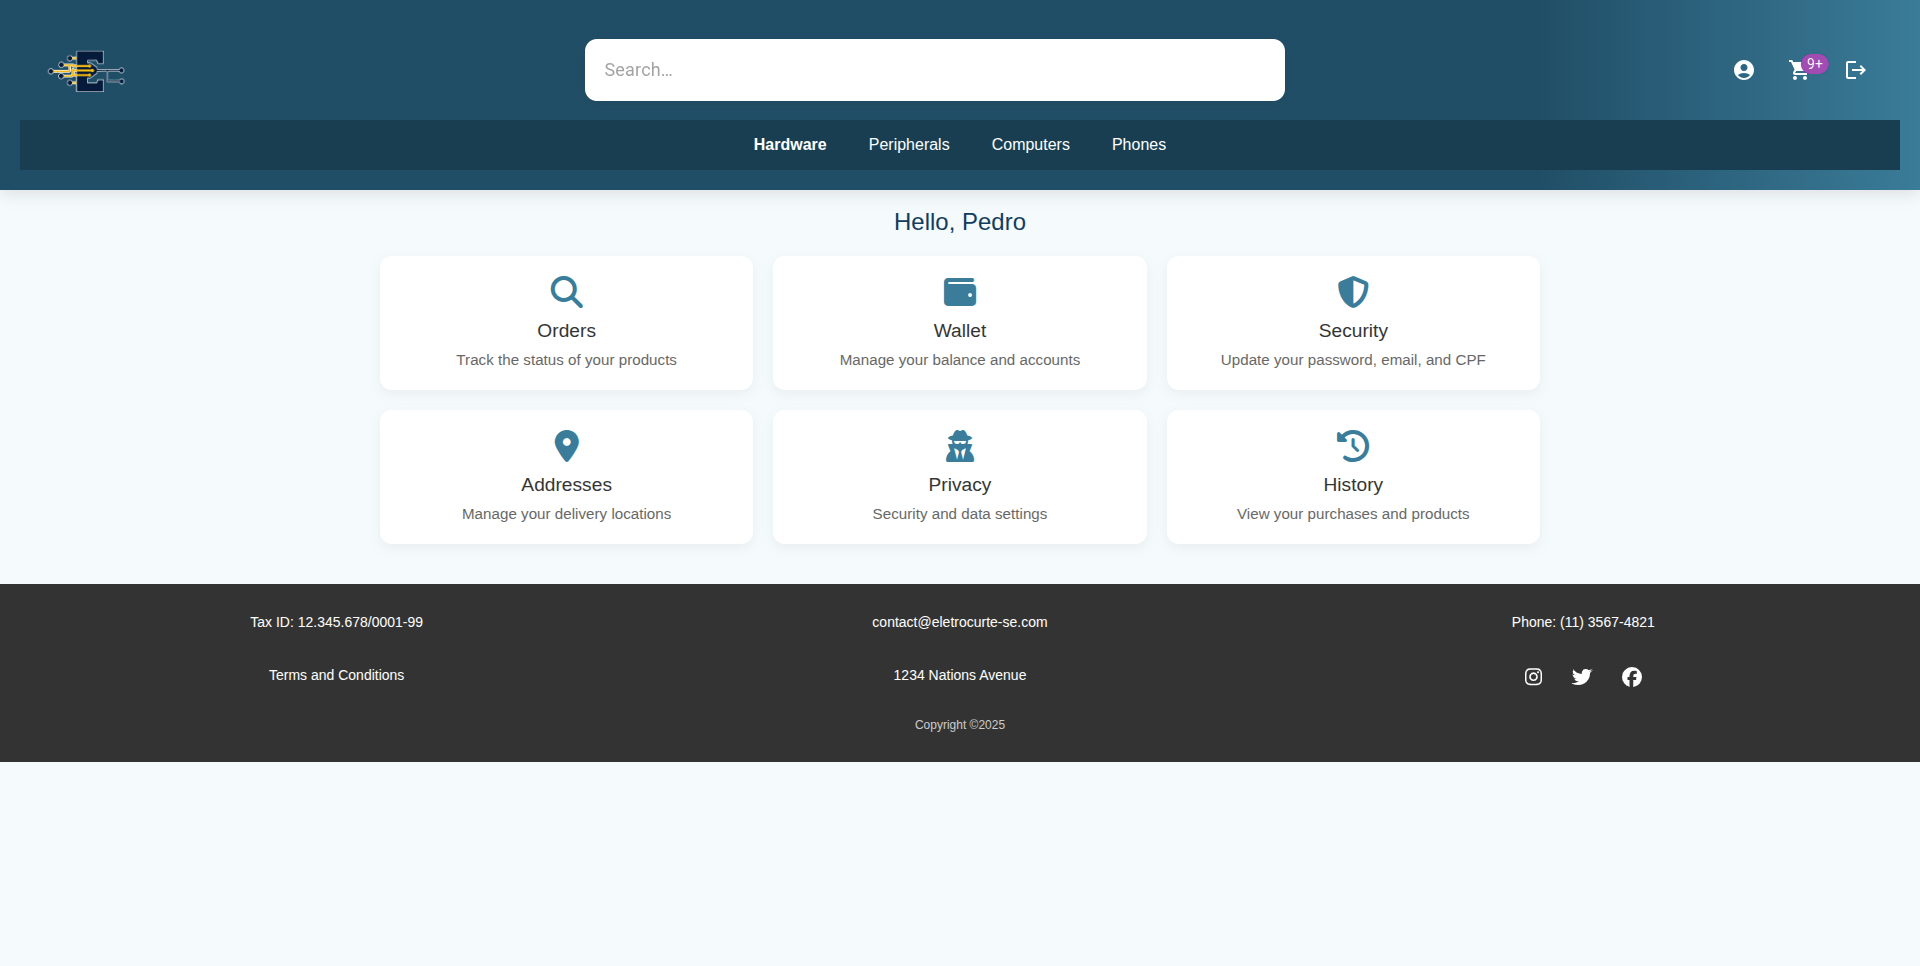 Search...
9+
Hardware Peripherals Computers Phones
Hello, Pedro
Orders
Track the status of your products
Wallet
Manage your balance and accounts
Security
Update your password, email, and CPF
Addresses
Manage your delivery locations
Privacy
Security and data settings
History
View your purchases and products
Tax ID: 12.345.678/0001-99
contact@eletrocurte-se.com
Phone: (11) 3567-4821
Terms and Conditions
1234 Nations Avenue
Copyright ©2025